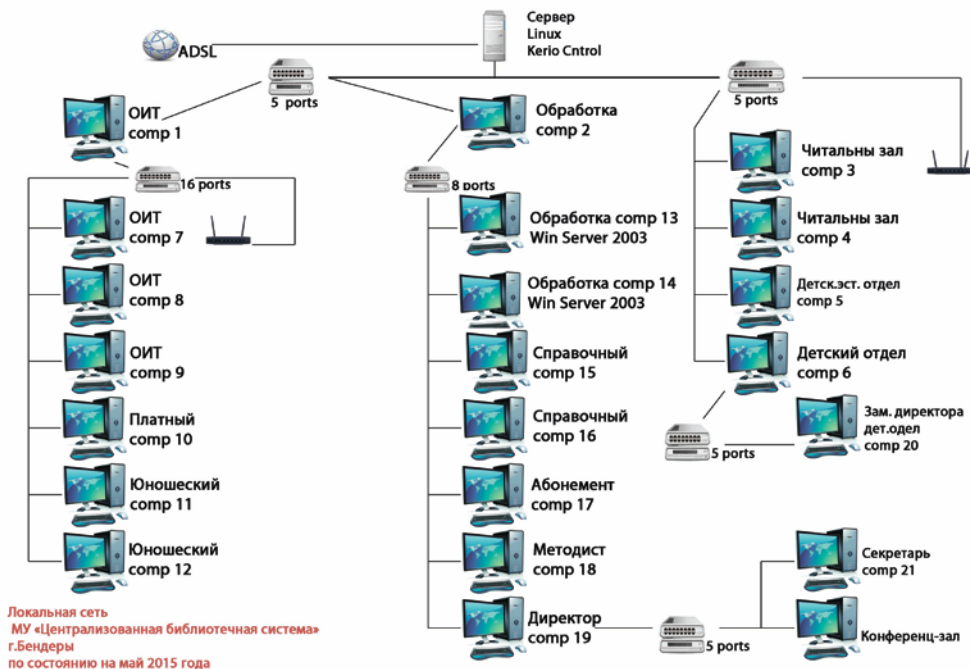 Сервер
Linux
Kerio Cntrol
ADSL
5 ports
5 ports
ОИТ
comp 1
Обработка
comp 2
Читальны зал
comp 3
16 ports
8 ports
ОИТ
comp 7
Обработка comp 13
Win Server 2003
Читальны зал
comp 4
ОИТ
comp 8
Обработка comp 14
Win Server 2003
Детск.эст. отдел
comp 5
ОИТ
comp 9
Справочный
comp 15
Детский отдел
comp 6
Платный
comp 10
Справочный
comp 16
5 ports
Зам. директора
дет.одел
comp 20
Юношеский
comp 11
Абонемент
comp 17
Юношеский
comp 12
Методист
comp 18
Секретарь
comp 21
Директор
comp 19
5 ports
Конференц-зал
Локальная сеть
МУ «Централизованная библиотечная система»
г.Бендеры
по состоянию на май 2015 года